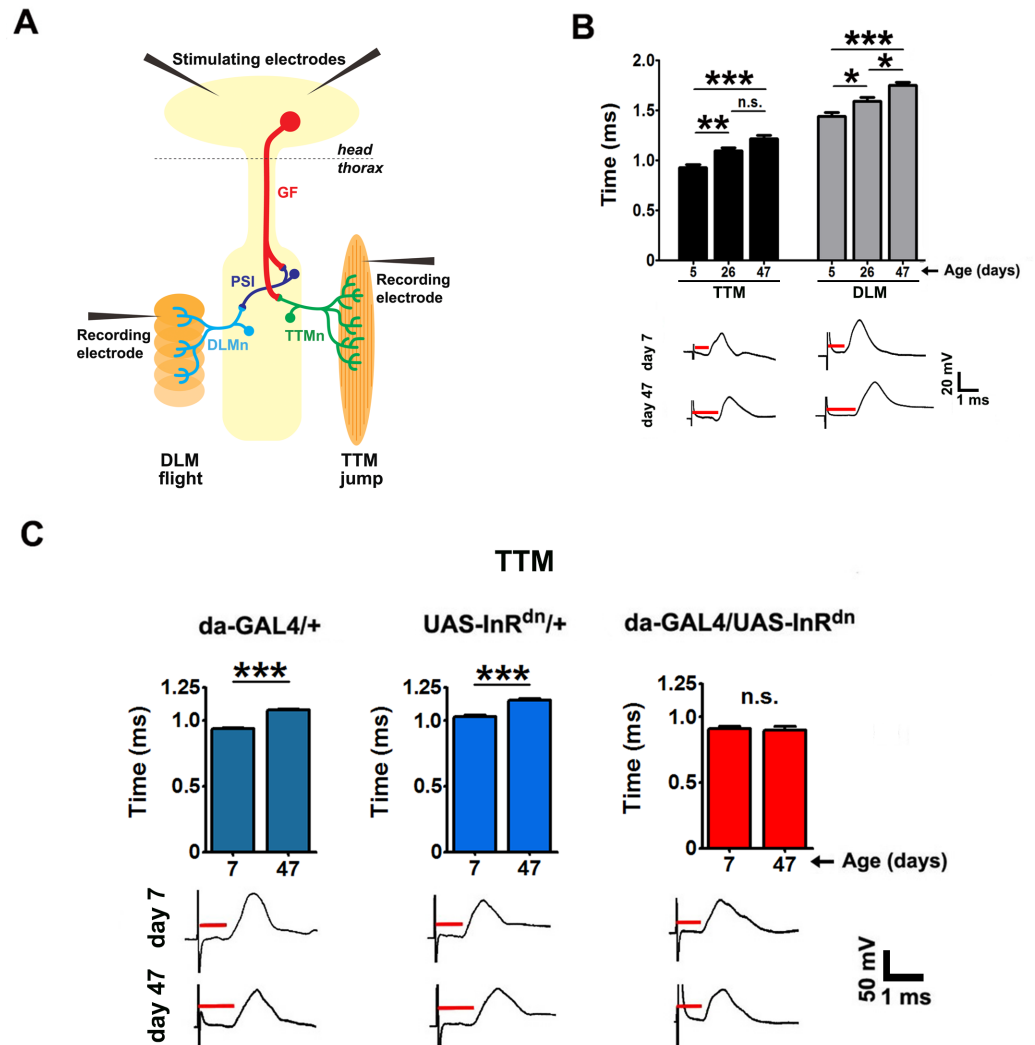 A
Stimulating electrodes
head
thorax
GF
PSI
Recording
electrode
Recording
electrode
DLMn
TTMn
DLM
flight
TTM
jump
B
Time (ms)
2.0
1.5
1.0
0.5
0
***
n.s.
**
***
*
*
5 26 47 5 26 47 ← Age (days)
TTM DLM
day 7
day 47
20 mV
1 ms
C
TTM
da-GAL4/+
UAS-InRdn/+
da-GAL4/UAS-InRdn
***
1.25
1.0
0.5
0
Time (ms)
7 47
***
1.25
1.0
0.5
0
Time (ms)
7 47
n.s.
1.25
1.0
0.5
0
Time (ms)
7 47 ← Age (days)
day 7
day 47
50 mV
1 ms